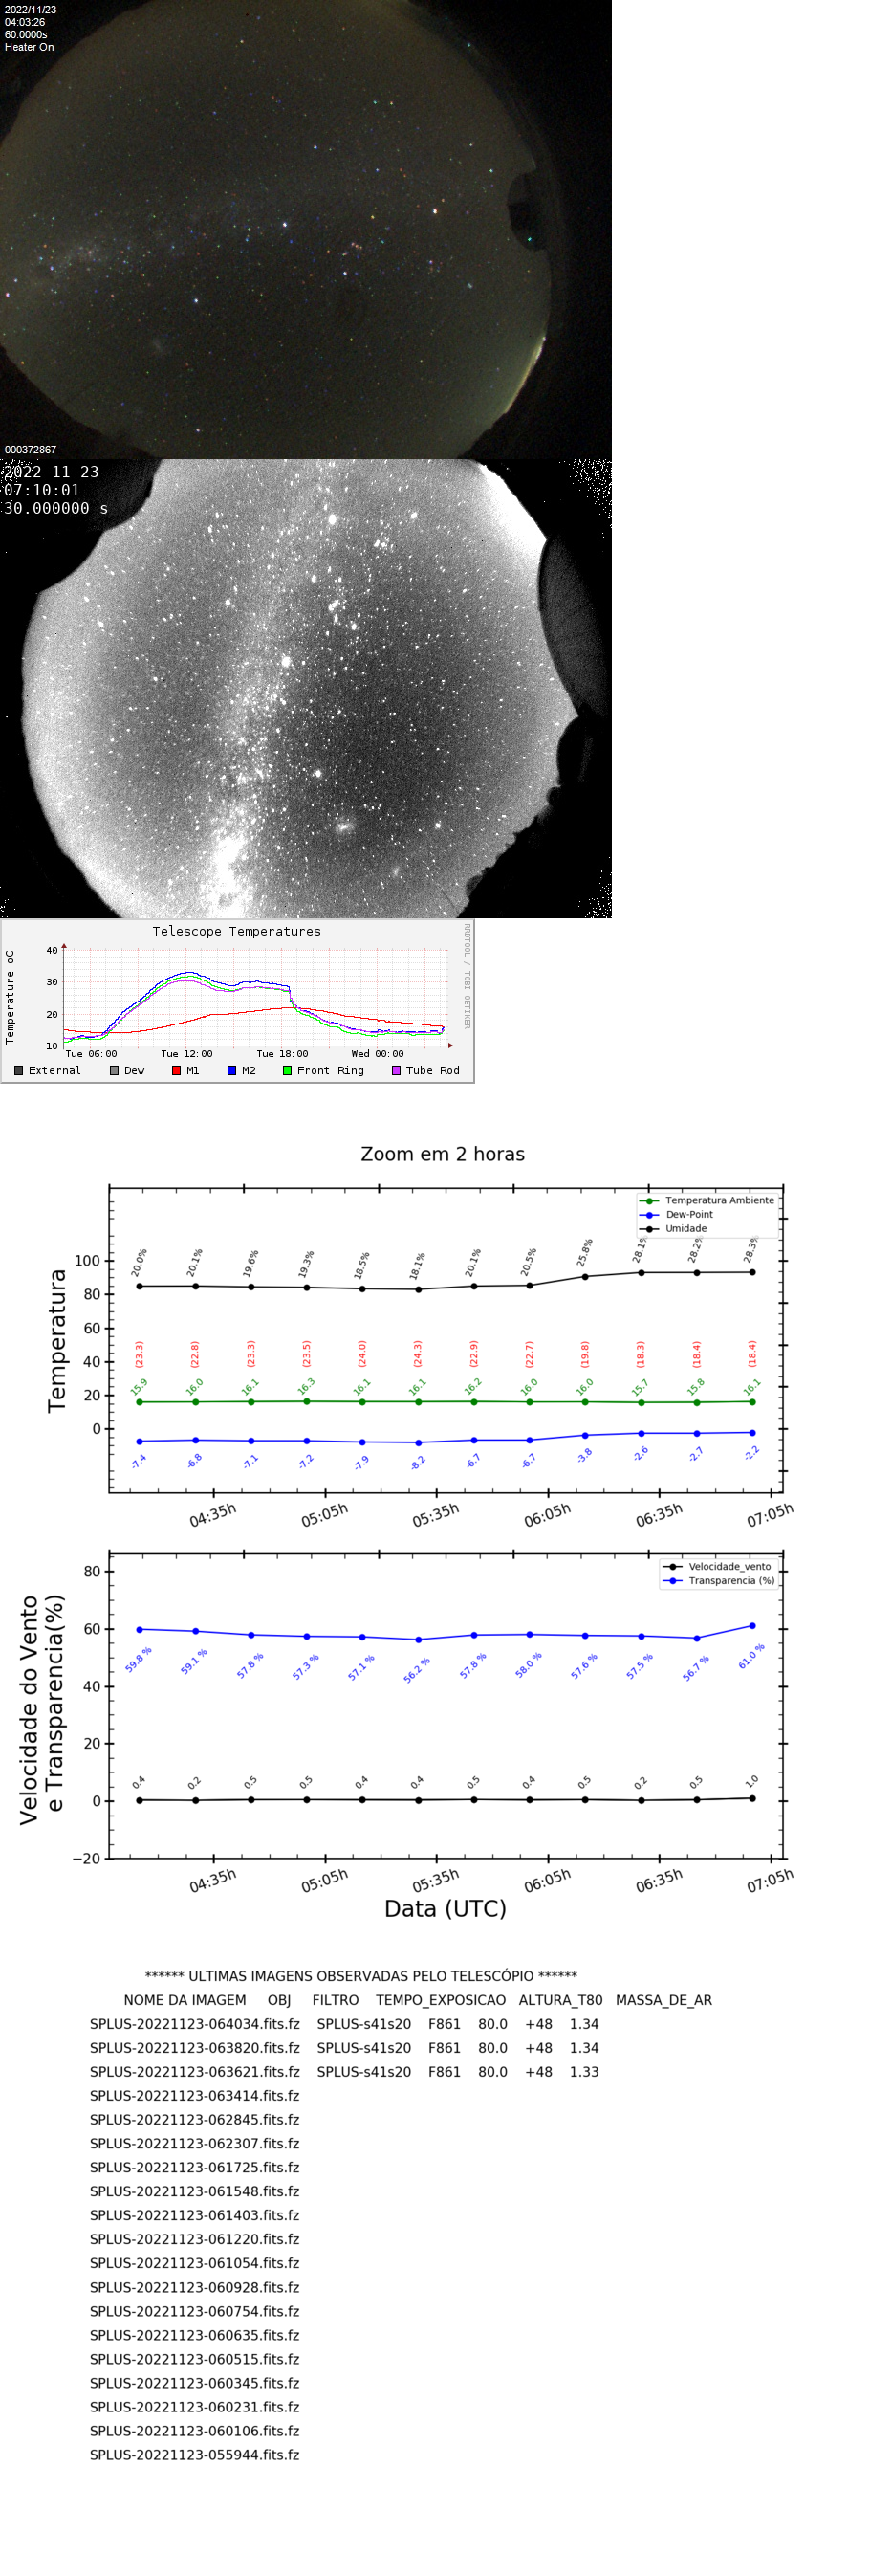 2022/11/23
04:03:26
60.0000s
Heater On
000372867
2022-11-23
07:10:01
30.000000 s
Telescope Temperatures
RRDTOOL / TOBI OETIKER
Temperature oC
40
30
20
10
Tue 06:00 Tue 12:00 Tue 18:00 Wed 00:00
External Dew M1 M2 Front Ring Tube Rod
Zoom em 2 horas
Temperatura Ambiente
Dew-Point
Umidade
Temperatura
100
80
60
40
20
0
20.0% 20.1% 19.6% 19.3% 18.5% 18.1% 20.1% 20.5% 25.8% 28.1% 28.2% 28.3%
(23.3) (22.8) (23.3) (23.5) (24.0) (24.3) (22.9) (22.7) (19.8) (18.3) (18.4) (18.4)
15.9 16.0 16.1 16.3 16.1 16.1 16.2 16.0 16.0 15.7 15.8 16.1
-7.4 -6.8 -7.1 -7.2 -7.9 -8.2 -6.7 -6.7 -3.8 -2.6 -2.7 -2.2
04:35h 05:05h 05:35h 06:05h 06:35h 07:05h
Velocidade_vento
Transparencia (%)
Velocidade do Vento
e Transparencia(%)
80
60
40
20
0
−20
59.8 % 59.1 % 57.8 % 57.3 % 57.1 % 56.2 % 57.8 % 58.0 % 57.6 % 57.5 % 56.7 % 61.0 %
0.4 0.2 0.5 0.5 0.4 0.4 0.5 0.4 0.5 0.2 0.5 1.0
04:35h 05:05h 05:35h 06:05h 06:35h 07:05h
Data (UTC)
****** ULTIMAS IMAGENS OBSERVADAS PELO TELESCÓPIO ******
NOME DA IMAGEM OBJ FILTRO TEMPO_EXPOSICAO ALTURA_T80 MASSA_DE_AR
SPLUS-20221123-064034.fits.fz SPLUS-s41s20 F861 80.0 +48 1.34
SPLUS-20221123-063820.fits.fz SPLUS-s41s20 F861 80.0 +48 1.34
SPLUS-20221123-063621.fits.fz SPLUS-s41s20 F861 80.0 +48 1.33
SPLUS-20221123-063414.fits.fz
SPLUS-20221123-062845.fits.fz
SPLUS-20221123-062307.fits.fz
SPLUS-20221123-061725.fits.fz
SPLUS-20221123-061548.fits.fz
SPLUS-20221123-061403.fits.fz
SPLUS-20221123-061220.fits.fz
SPLUS-20221123-061054.fits.fz
SPLUS-20221123-060928.fits.fz
SPLUS-20221123-060754.fits.fz
SPLUS-20221123-060635.fits.fz
SPLUS-20221123-060515.fits.fz
SPLUS-20221123-060345.fits.fz
SPLUS-20221123-060231.fits.fz
SPLUS-20221123-060106.fits.fz
SPLUS-20221123-055944.fits.fz